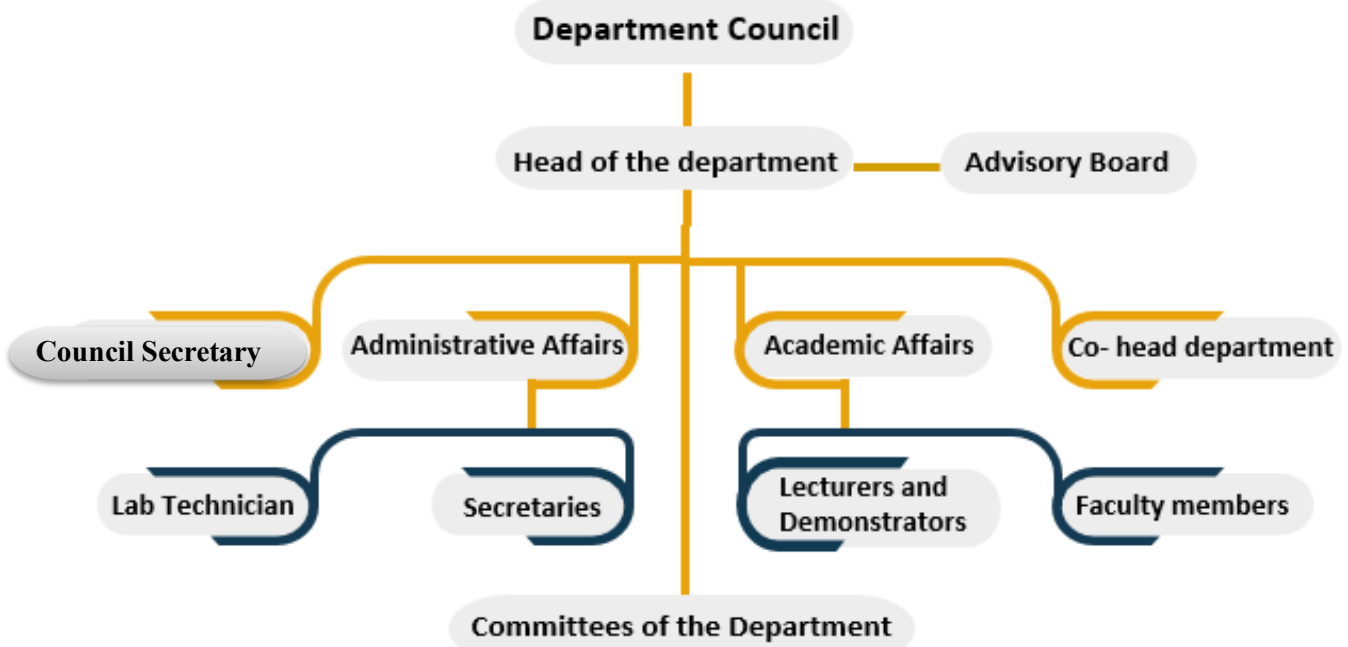 Department Council
Head of the department
Advisory Board
Council Secretary
Administrative Affairs
Academic Affairs
Co- head department
Lab Technician
Secretaries
Lecturers and
Demonstrators
Faculty members
Committees of the Department